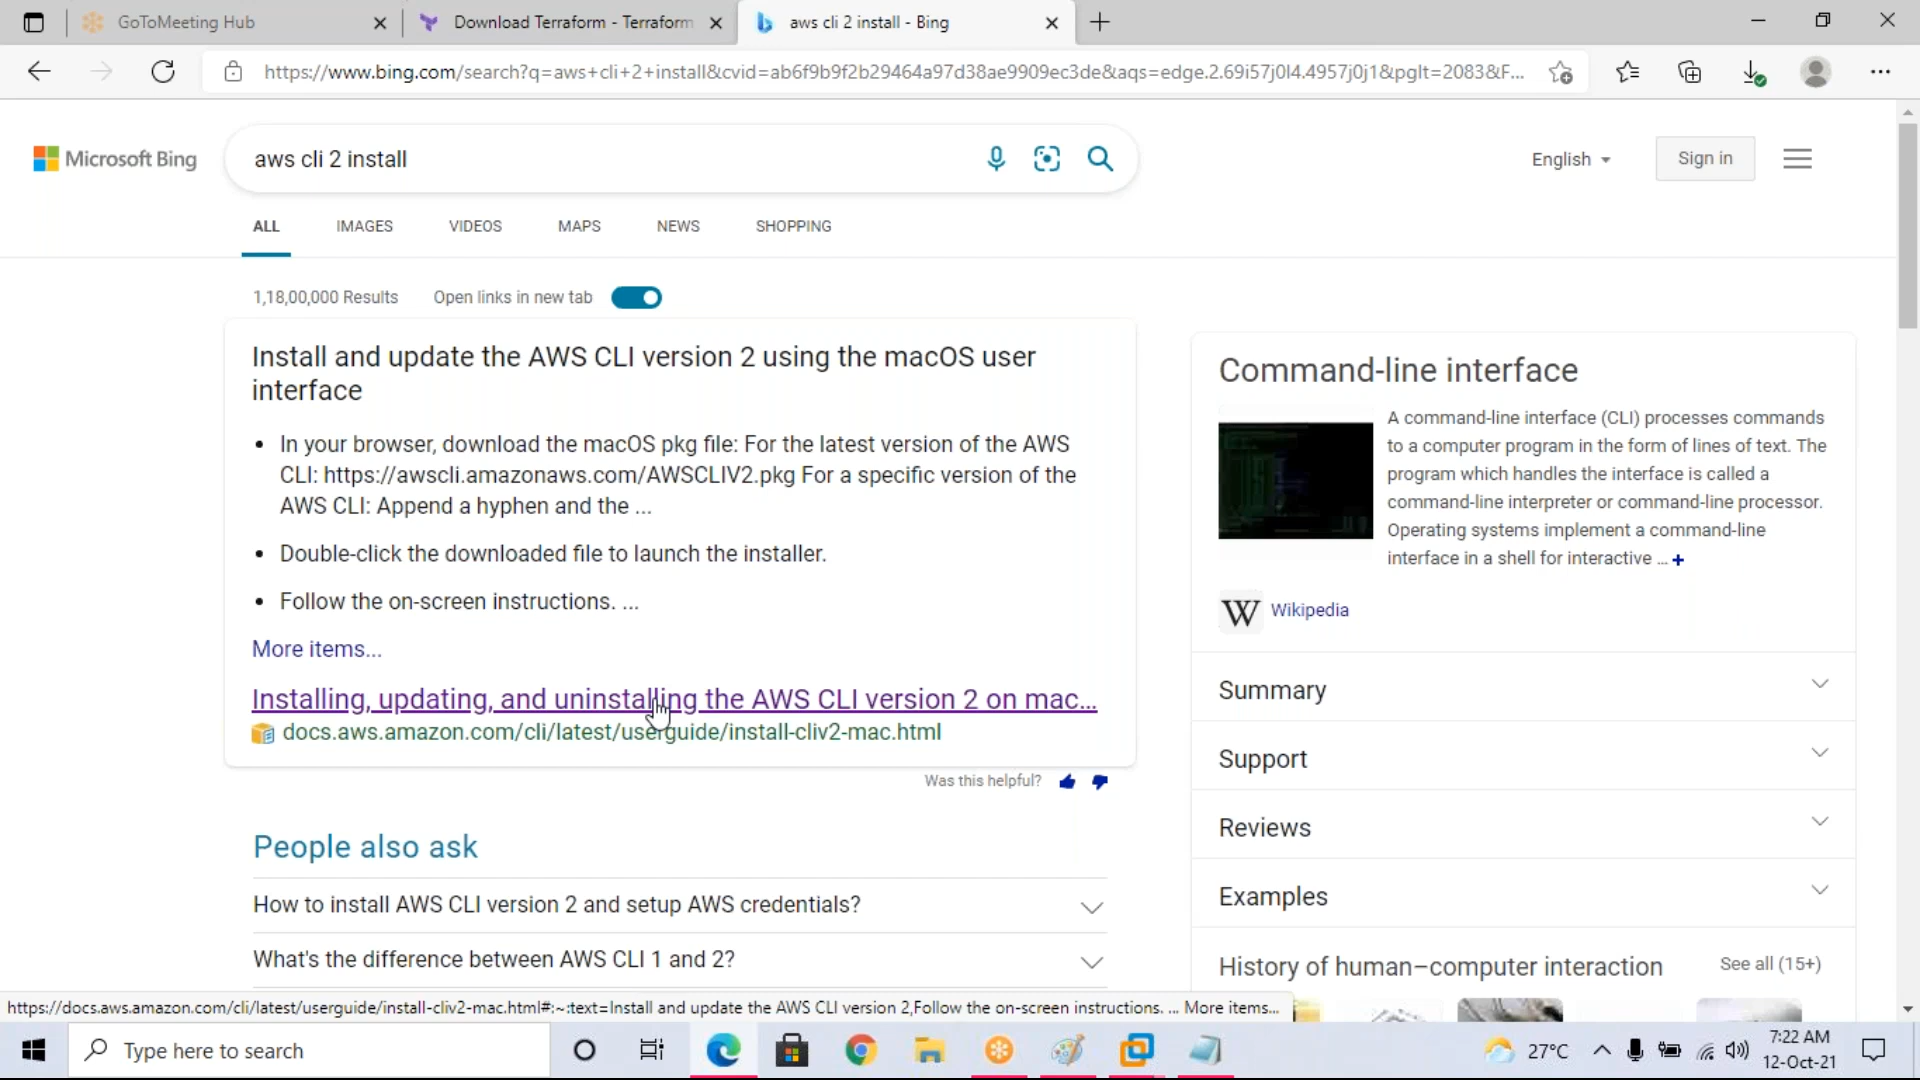 GoToMeeting Hub
Download Terraform - Terraform
aws cli 2 install - Bing
https://www.bing.com/search?q=aws+cli+2+install&cvid=ab6f9b9f2b29464a97d38ae9909ec3de&aqs=edge.2.69i57j0l4.4957j0j1&pglt=2083&F...
Microsoft Bing
aws cli 2 install
English
Sign in
ALL IMAGES VIDEOS MAPS NEWS SHOPPING
1,18,00,000 Results Open links in new tab
Install and update the AWS CLI version 2 using the macOS user
interface
In your browser, download the macOS pkg file: For the latest version of the AWS
CLI: https://awscli.amazonaws.com/AWSCLIV2.pkg For a specific version of the
AWS CLI: Append a hyphen and the ...
Double-click the downloaded file to launch the installer.
Follow the on-screen instructions. ...
More items...
Installing, updating, and uninstalling the AWS CLI version 2 on mac...
docs.aws.amazon.com/cli/latest/userguide/install-cliv2-mac.html
Was this helpful?
People also ask
How to install AWS CLI version 2 and setup AWS credentials?
What's the difference between AWS CLI 1 and 2?
Command-line interface
A command-line interface (CLI) processes commands
to a computer program in the form of lines of text. The
program which handles the interface is called a
command-line interpreter or command-line processor.
Operating systems implement a command-line
interface in a shell for interactive ... +
W Wikipedia
Summary
Support
Reviews
Examples
History of human–computer interaction See all (15+)
https://docs.aws.amazon.com/cli/latest/userguide/install-cliv2-mac.html#:~:text=Install and update the AWS CLI version 2,Follow the on-screen instructions. ... More items...
Type here to search
27°C
7:22 AM
12-Oct-21